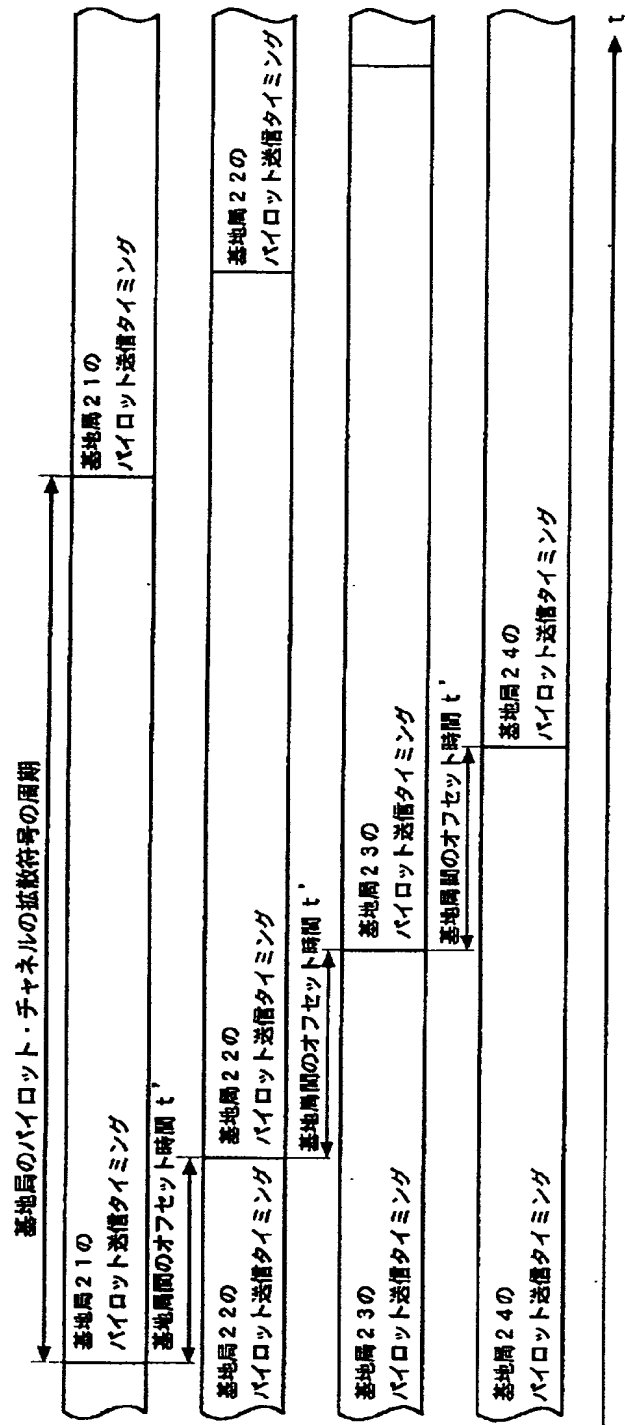 基地局のパイロット・チャネルの拡散符号の周期
基地局21の
パイロット送信タイミング
基地局21の
パイロット送信タイミング
基地局間のオフセット時間 t'
基地局22の
パイロット送信タイミング
基地局22の
パイロット送信タイミング
基地局22の
パイロット送信タイミング
基地局間のオフセット時間 t'
基地局23の
パイロット送信タイミング
基地局23の
パイロット送信タイミング
基地局間のオフセット時間 t'
基地局24の
パイロット送信タイミング
基地局24の
パイロット送信タイミング
t